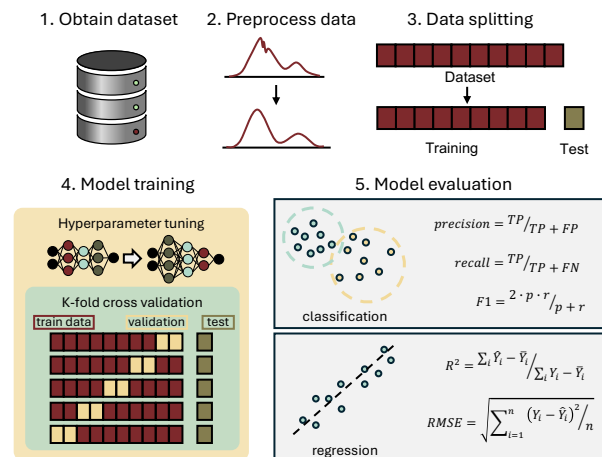 1. Obtain dataset
2. Preprocess data
3. Data splitting
Dataset
Training
Test
4. Model training
Hyperparameter tuning
K-fold cross validation
train data
validation
test
5. Model evaluation
precision = TP/TP + FP
recall = TP/TP + FN
F1 = 2 · p · r/p + r
classification
R² = ∑ᵢ Ŷᵢ − Ȳᵢ/∑ᵢ Yᵢ − Ȳᵢ
RMSE = √∑ᵢ₌₁ⁿ (Yᵢ − Ŷᵢ)²/n
regression